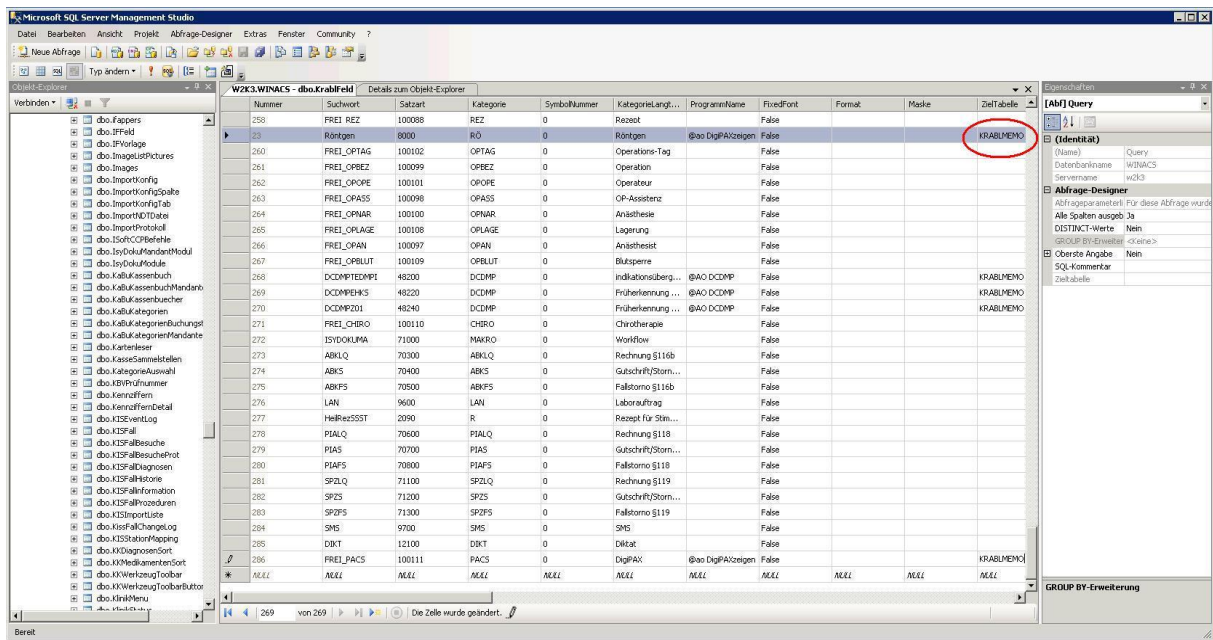 Microsoft SQL Server Management Studio
Datei Bearbeiten Ansicht Projekt Abfrage-Designer Extras Fenster Community ?
Neue Abfrage
Typ ändern
Objekt-Explorer
Verbinden
dbo.ifappers
dbo.IFFeld
dbo.IFVorlage
dbo.ImageListPictures
dbo.Images
dbo.ImportKonfig
dbo.ImportKonfigSpalte
dbo.ImportKonfigTab
dbo.ImportNDTDatei
dbo.ImportProtokoll
dbo.ISoftCCPBefehle
dbo.IsyDokuMandantModul
dbo.IsyDokuModule
dbo.KaBuKassenbuch
dbo.KaBuKassenbuchMandant
dbo.KaBuKassenbuecher
dbo.KaBuKategorien
dbo.KaBuKategorienBuchungst
dbo.KaBuKategorienMandante
dbo.Kartenleser
dbo.KasseSammelstellen
dbo.KategorieAuswahl
dbo.KBVPrüfnummer
dbo.Kennziffern
dbo.KennziffernDetail
dbo.KISEventLog
dbo.KISFall
dbo.KISFallBesuche
dbo.KISFallBesucheProt
dbo.KISFallDiagnosen
dbo.KISFallHistorie
dbo.KISFallInformation
dbo.KISFallProzeduren
dbo.KISImportListe
dbo.KissFallChangeLog
dbo.KISStationMapping
dbo.KKDiagnosenSort
dbo.KKMedikamentenSort
dbo.KKWerkzeugToolbar
dbo.KKWerkzeugToolbarButtor
dbo.KlinikMenu
dbo.KlinikStatus
W2K3.WINACS - dbo.KrablFeld Details zum Objekt-Explorer
Nummer Suchwort Satzart Kategorie SymbolNummer KategorieLangt... ProgrammName FixedFont Format Maske ZielTabelle
258 FREI_REZ 100088 REZ 0 Rezept False
23 Röntgen 8000 RÖ 0 Röntgen @ao DigiPAXzeigen False KRABLMEMO
260 FREI_OPTAG 100102 OPTAG 0 Operations-Tag False
261 FREI_OPBEZ 100099 OPBEZ 0 Operation False
262 FREI_OPOPE 100101 OPOPE 0 Operateur False
263 FREI_OPASS 100098 OPASS 0 OP-Assistenz False
264 FREI_OPNAR 100100 OPNAR 0 Anästhesie False
265 FREI_OPLAGE 100108 OPLAGE 0 Lagerung False
266 FREI_OPAN 100097 OPAN 0 Anästhesist False
267 FREI_OPBLUT 100109 OPBLUT 0 Blutsperre False
268 DCDMPTEDMPI 48200 DCDMP 0 indikationsüberg... @AO DCDMP False KRABLMEMO
269 DCDMPEHKS 48220 DCDMP 0 Früherkennung ... @AO DCDMP False KRABLMEMO
270 DCDMPZ01 48240 DCDMP 0 Früherkennung ... @AO DCDMP False KRABLMEMO
271 FREI_CHIRO 100110 CHIRO 0 Chirotherapie False
272 ISYDOKUMA 71000 MAKRO 0 Workflow False
273 ABKLQ 70300 ABKLQ 0 Rechnung §116b False
274 ABKS 70400 ABKS 0 Gutschrift/Storn... False
275 ABKFS 70500 ABKFS 0 Fallstorno §116b False
276 LAN 9600 LAN 0 Laborauftrag False
277 HeilRezSSST 2090 R 0 Rezept für Stim... False
278 PIALQ 70600 PIALQ 0 Rechnung §118 False
279 PIAS 70700 PIAS 0 Gutschrift/Storn... False
280 PIAFS 70800 PIAFS 0 Fallstorno §118 False
281 SPZLQ 71100 SPZLQ 0 Rechnung §119 False
282 SPZS 71200 SPZS 0 Gutschrift/Storn... False
283 SPZFS 71300 SPZFS 0 Fallstorno §119 False
284 SMS 9700 SMS 0 SMS False
285 DIKT 12100 DIKT 0 Diktat False
286 FREI_PACS 100111 PACS 0 DigiPAX @ao DigiPAXzeigen False KRABLMEMO
NULL NULL NULL NULL NULL NULL NULL NULL NULL NULL NULL
269 von 269 Die Zelle wurde geändert.
Eigenschaften
[Abf] Query
(Identität)
(Name) Query
Datenbankname WINACS
Servername w2k3
Abfrage-Designer
Abfrageparameterli Für diese Abfrage wurde
Alle Spalten ausgeb Ja
DISTINCT-Werte Nein
GROUP BY-Erweiter <Keine>
Oberste Angabe Nein
SQL-Kommentar
Zieltabelle
GROUP BY-Erweiterung
Bereit